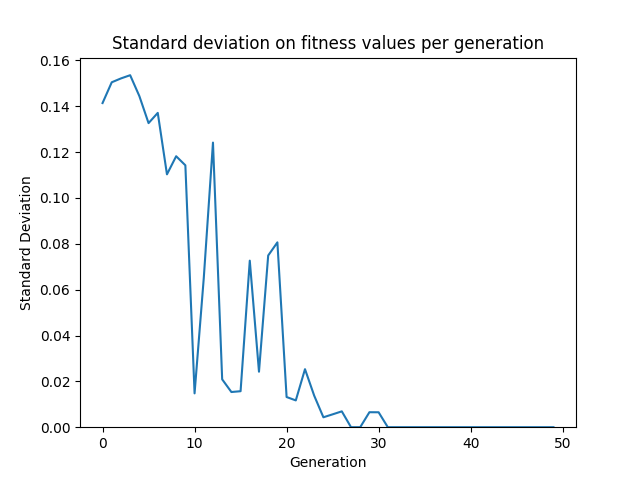 Standard deviation on fitness values per generation
0.16
0.14
0.12
0.10
0.08
0.06
0.04
0.02
0.00
Standard Deviation
0 10 20 30 40 50
Generation